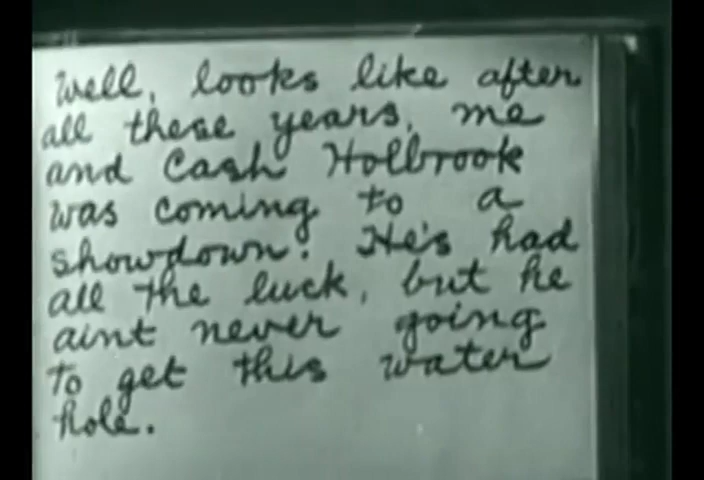 Well, looks like after
all these years, me
and Cash Holbrook
was coming to a
showdown. He's had
all the luck, but he
aint never going
to get this water
hole.